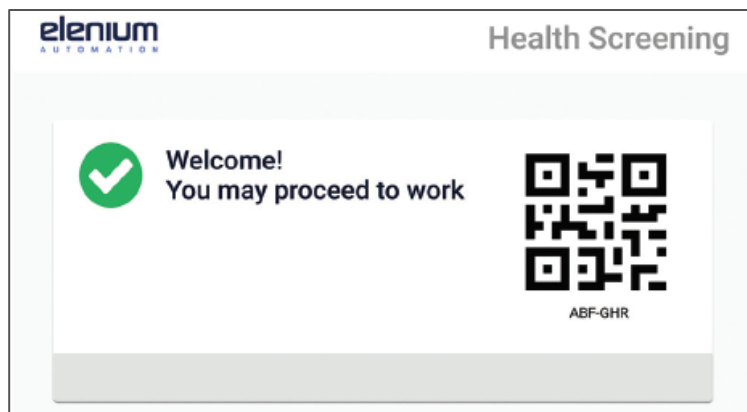 elenium
AUTOMATION
Health Screening
Welcome!
You may proceed to work
ABF-GHR